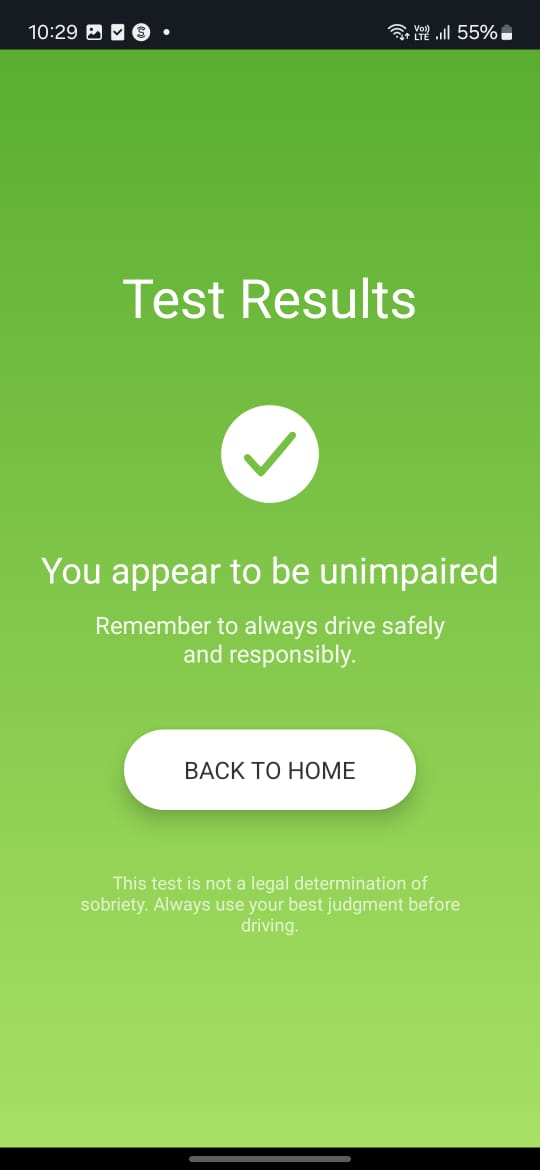 10:29
Vo))
LTE
55%
Test Results
You appear to be unimpaired
Remember to always drive safely
and responsibly.
BACK TO HOME
This test is not a legal determination of
sobriety. Always use your best judgment before
driving.